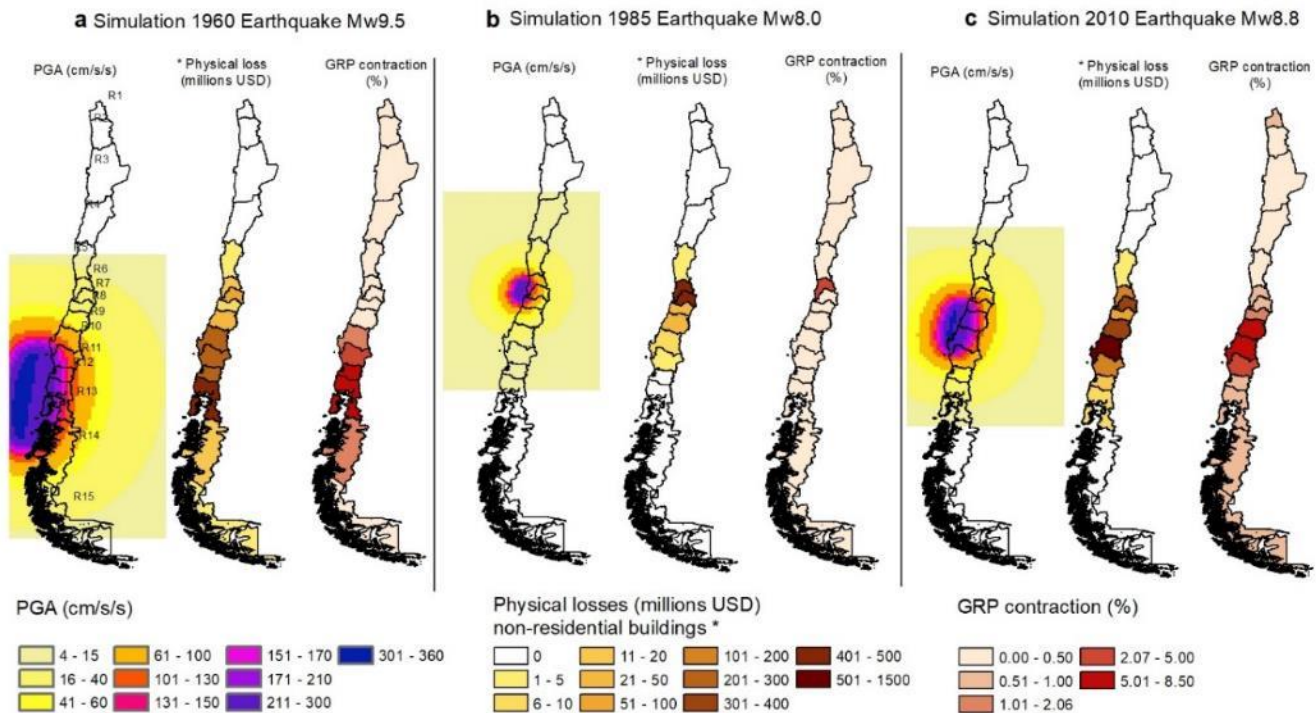 a Simulation 1960 Earthquake Mw9.5
PGA (cm/s/s)
* Physical loss
(millions USD)
GRP contraction
(%)
R1
R3
R4
R6
R7
R8
R9
R10
R11
R12
R13
R14
R15
b Simulation 1985 Earthquake Mw8.0
PGA (cm/s/s)
* Physical loss
(millions USD)
GRP contraction
(%)
c Simulation 2010 Earthquake Mw8.8
PGA (cm/s/s)
* Physical loss
(millions USD)
GRP contraction
(%)
PGA (cm/s/s)
4 - 15
16 - 40
41 - 60
61 - 100
101 - 130
131 - 150
151 - 170
171 - 210
211 - 300
301 - 360
Physical losses (millions USD)
non-residential buildings *
0
1 - 5
6 - 10
11 - 20
21 - 50
51 - 100
101 - 200
201 - 300
301 - 400
401 - 500
501 - 1500
GRP contraction (%)
0.00 - 0.50
0.51 - 1.00
1.01 - 2.06
2.07 - 5.00
5.01 - 8.50